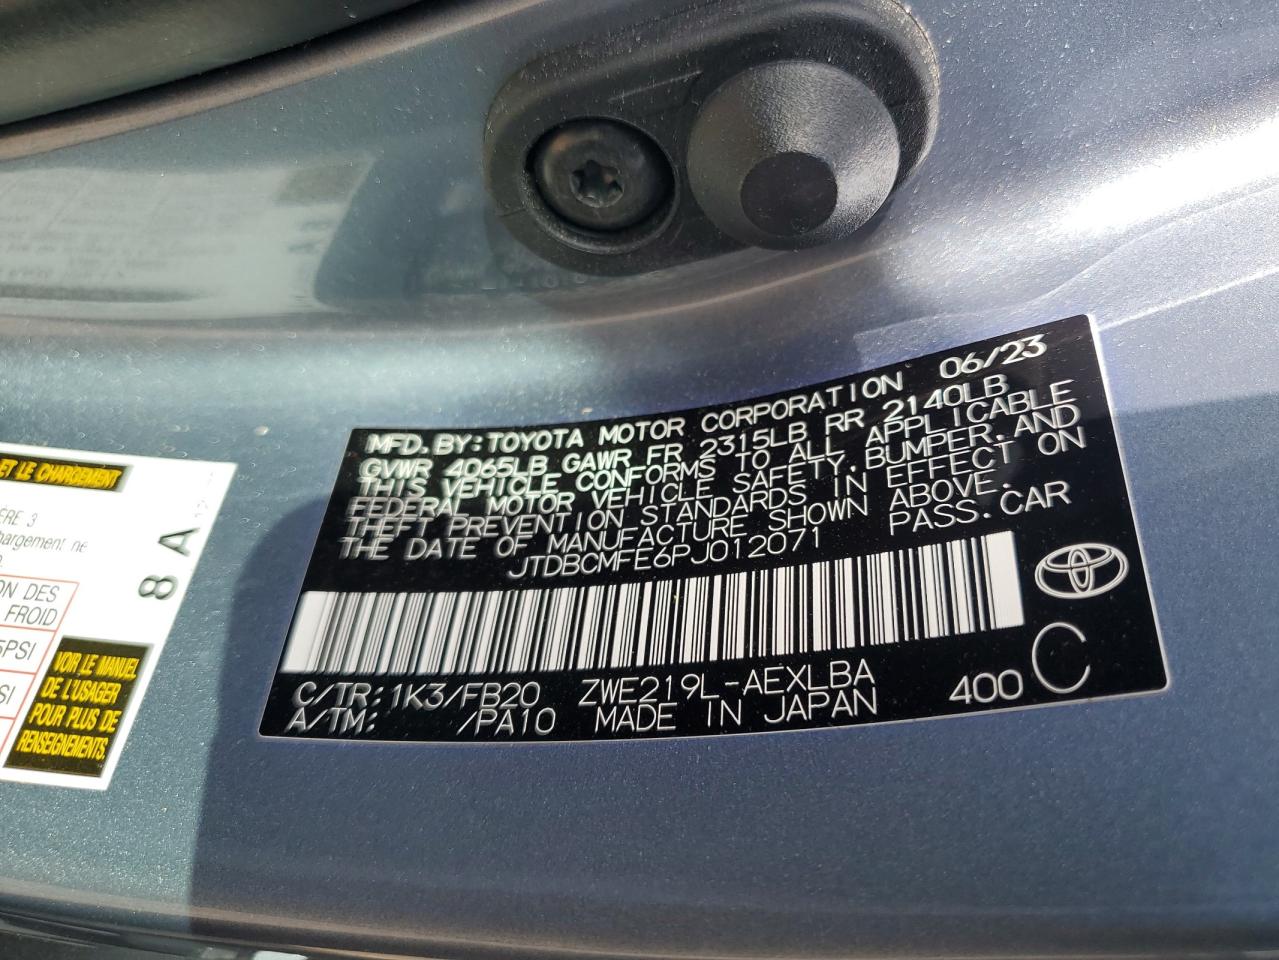 MFD.BY:TOYOTA MOTOR CORPORATION 06/23
GVWR 4065LB GAWR FR 2315LB RR 2140LB
THIS VEHICLE CONFORMS TO ALL APPLICABLE
FEDERAL MOTOR VEHICLE SAFETY,BUMPER,AND
THEFT PREVENTION STANDARDS IN EFFECT ON
THE DATE OF MANUFACTURE SHOWN ABOVE.
JTDBCMFE6PJ012071 PASS.CAR
C/TR:1K3/FB20 ZWE219L-AEXLBA 400 C
A/TM: /PA10 MADE IN JAPAN
ET LE CHARGEMENT
8 A
DES
FROID
PSI
VOIR LE MANUEL
DE L'USAGER
POUR PLUS DE
RENSEIGNEMENTS.